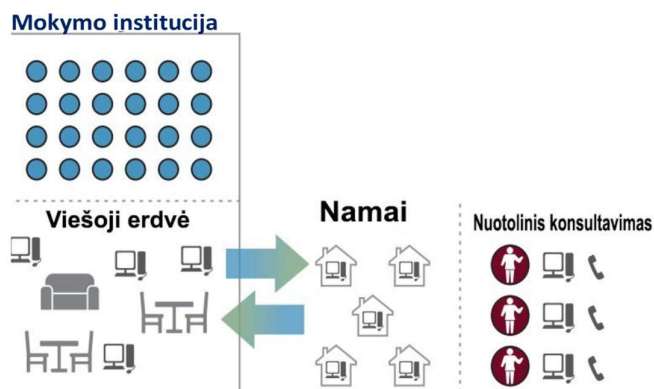 Mokymo institucija
Viešoji erdvė
Namai
Nuotolinis konsultavimas